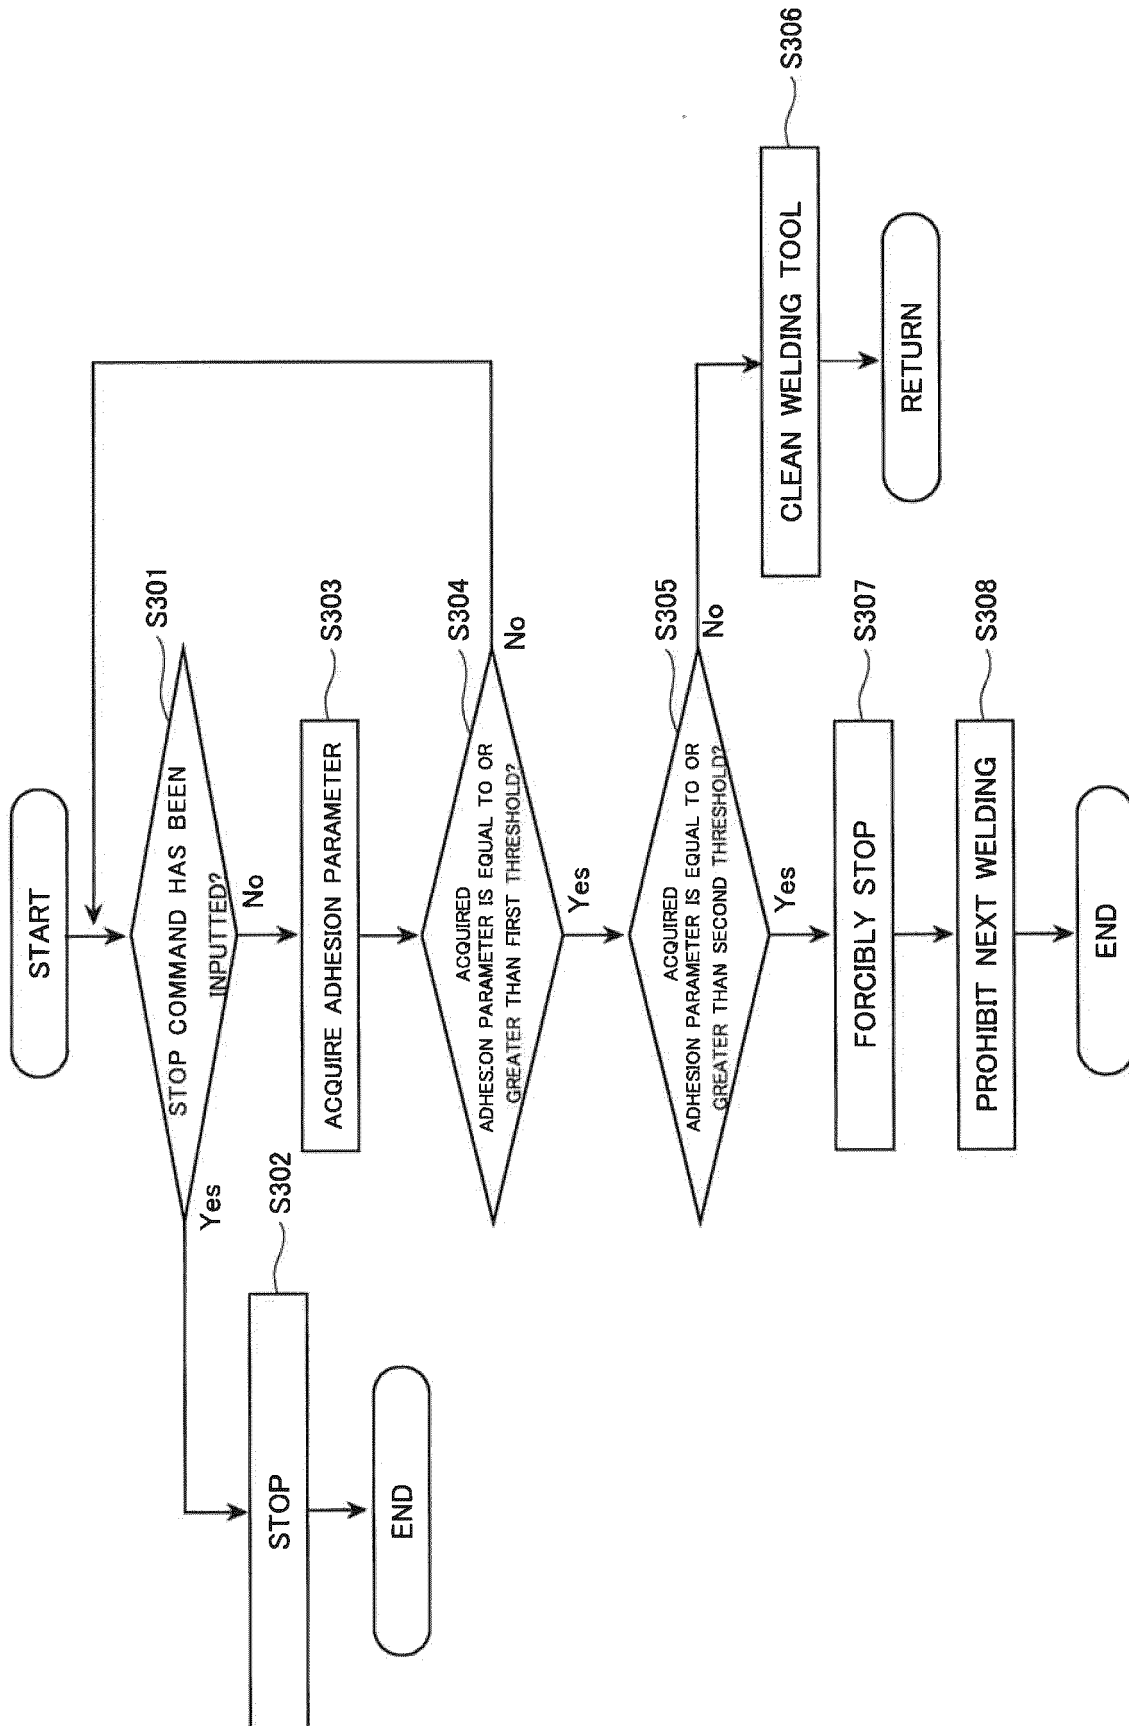 START
S301
STOP COMMAND HAS BEEN
INPUTTED?
Yes
No
S302
STOP
END
S303
ACQUIRE ADHESION PARAMETER
S304
ACQUIRED
ADHESION PARAMETER IS EQUAL TO OR
GREATER THAN FIRST THRESHOLD?
No
Yes
S305
ACQUIRED
ADHESION PARAMETER IS EQUAL TO OR
GREATER THAN SECOND THRESHOLD?
No
Yes
S306
CLEAN WELDING TOOL
RETURN
S307
FORCIBLY STOP
S308
PROHIBIT NEXT WELDING
END